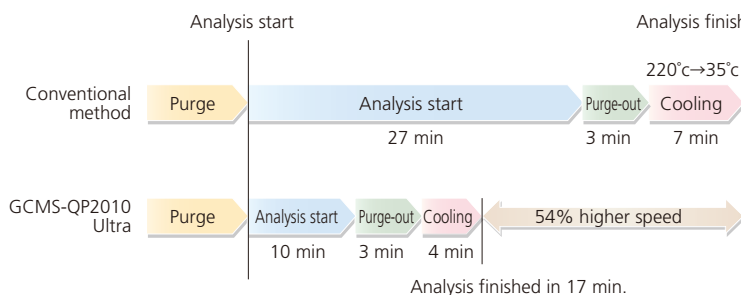 Analysis start
Analysis finish
220°c→35°c
Conventional
method
Purge
Analysis start
Purge-out
Cooling
27 min
3 min
7 min
GCMS-QP2010
Ultra
Purge
Analysis start
Purge-out
Cooling
54% higher speed
10 min
3 min
4 min
Analysis finished in 17 min.